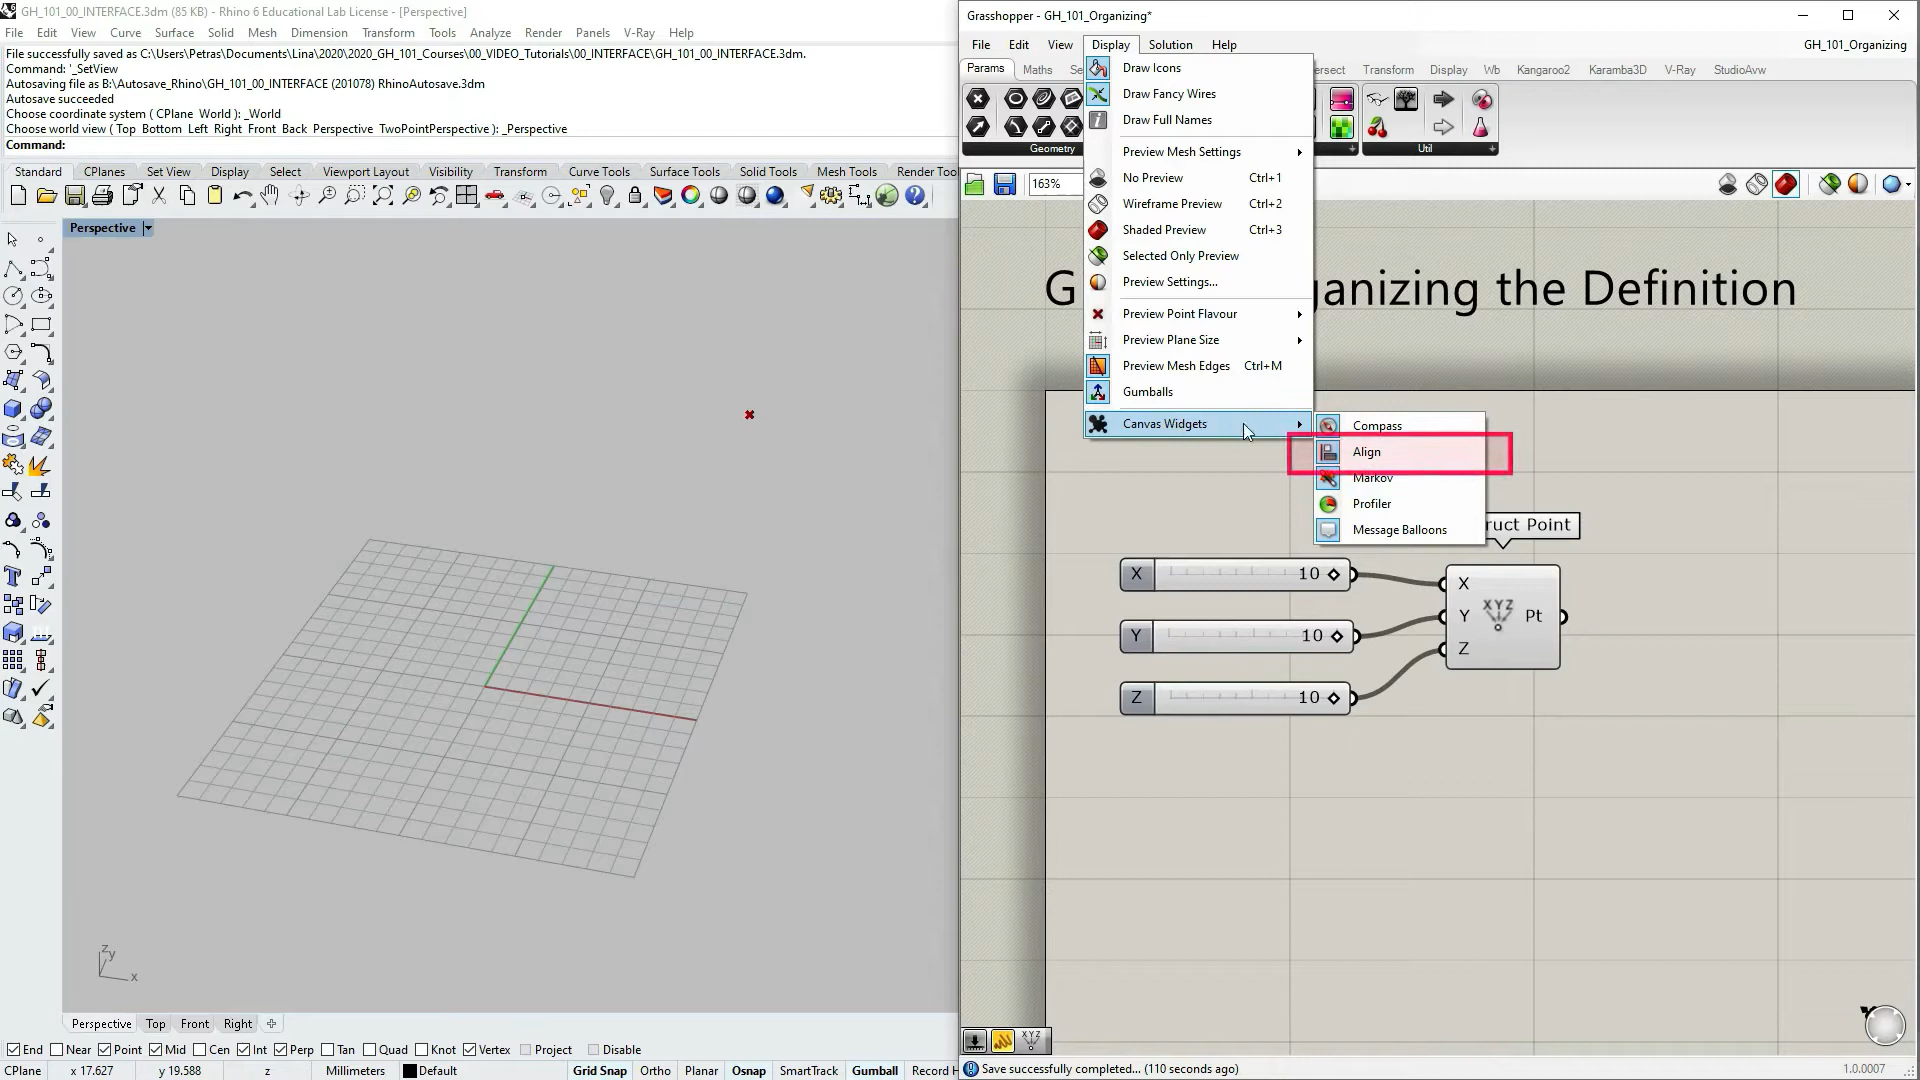 GH_101_00_INTERFACE.3dm (85 KB) - Rhino 6 Educational Lab License - [Perspective]
File Edit View Curve Surface Solid Mesh Dimension Transform Tools Analyze Render Panels V-Ray Help
File successfully saved as C:\Users\Petras\Documents\Lina\2020\2020_GH_101_Courses\00_VIDEO_Tutorials\00_INTERFACE\GH_101_00_INTERFACE.3dm.
Command: '_SetView
Autosaving file as B:\Autosave_Rhino\GH_101_00_INTERFACE (201078) RhinoAutosave.3dm
Autosave succeeded
Choose coordinate system ( CPlane World ): _World
Choose world view ( Top Bottom Left Right Front Back Perspective TwoPointPerspective ): _Perspective
Command:
Standard CPlanes Set View Display Select Viewport Layout Visibility Transform Curve Tools Surface Tools Solid Tools Mesh Tools Render Too
Perspective
z y x
Perspective Top Front Right
End Near Point Mid Cen Int Perp Tan Quad Knot Vertex Project Disable
CPlane x 17.627 y 19.588 z Millimeters Default Grid Snap Ortho Planar Osnap SmartTrack Gumball Record H
Grasshopper - GH_101_Organizing*
File Edit View Display Solution Help GH_101_Organizing
Params Maths Se ersect Transform Display Wb Kangaroo2 Karamba3D V-Ray StudioAvw
Geometry Util
163%
Draw Icons
Draw Fancy Wires
Draw Full Names
Preview Mesh Settings
No Preview Ctrl+1
Wireframe Preview Ctrl+2
Shaded Preview Ctrl+3
Selected Only Preview
Preview Settings...
Preview Point Flavour
Preview Plane Size
Preview Mesh Edges Ctrl+M
Gumballs
Canvas Widgets
Compass
Align
Markov
Profiler
Message Balloons
G ganizing the Definition
ruct Point
X 10
Y 10
Z 10
X
Y XYZ Pt
Z
XYZ
Save successfully completed... (110 seconds ago) 1.0.0007